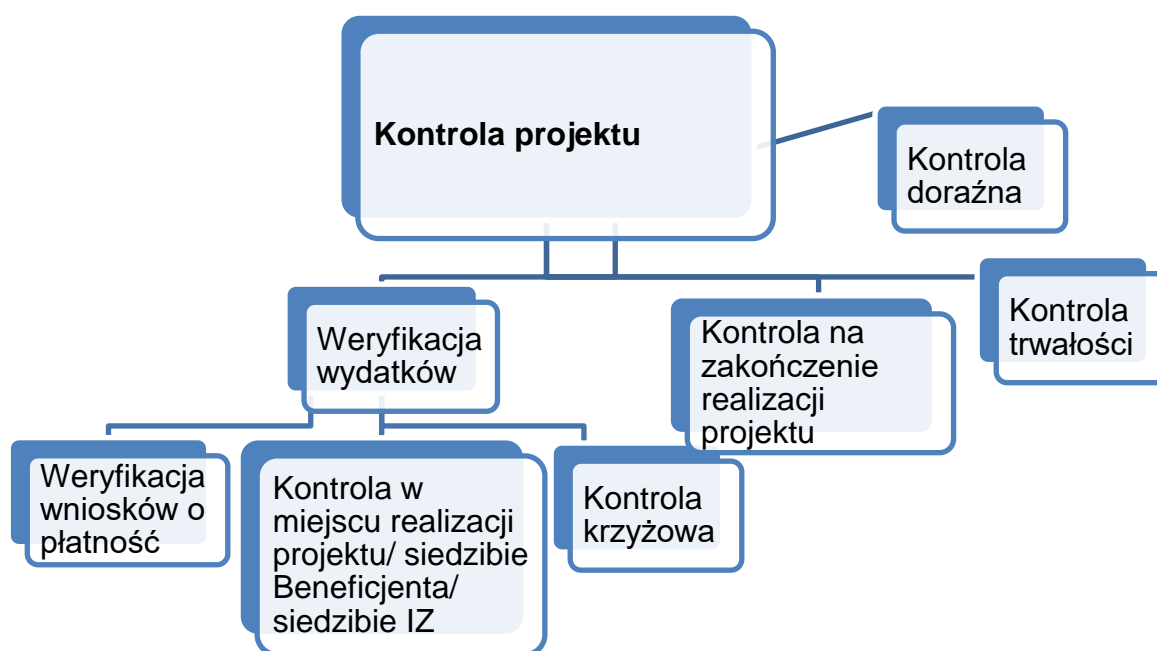 Kontrola projektu
Kontrola
doraźna
Weryfikacja
wydatków
Kontrola na
zakończenie
realizacji
projektu
Kontrola
trwałości
Weryfikacja
wniosków o
płatność
Kontrola w
miejscu realizacji
projektu/ siedzibie
Beneficjenta/
siedzibie IZ
Kontrola
krzyżowa